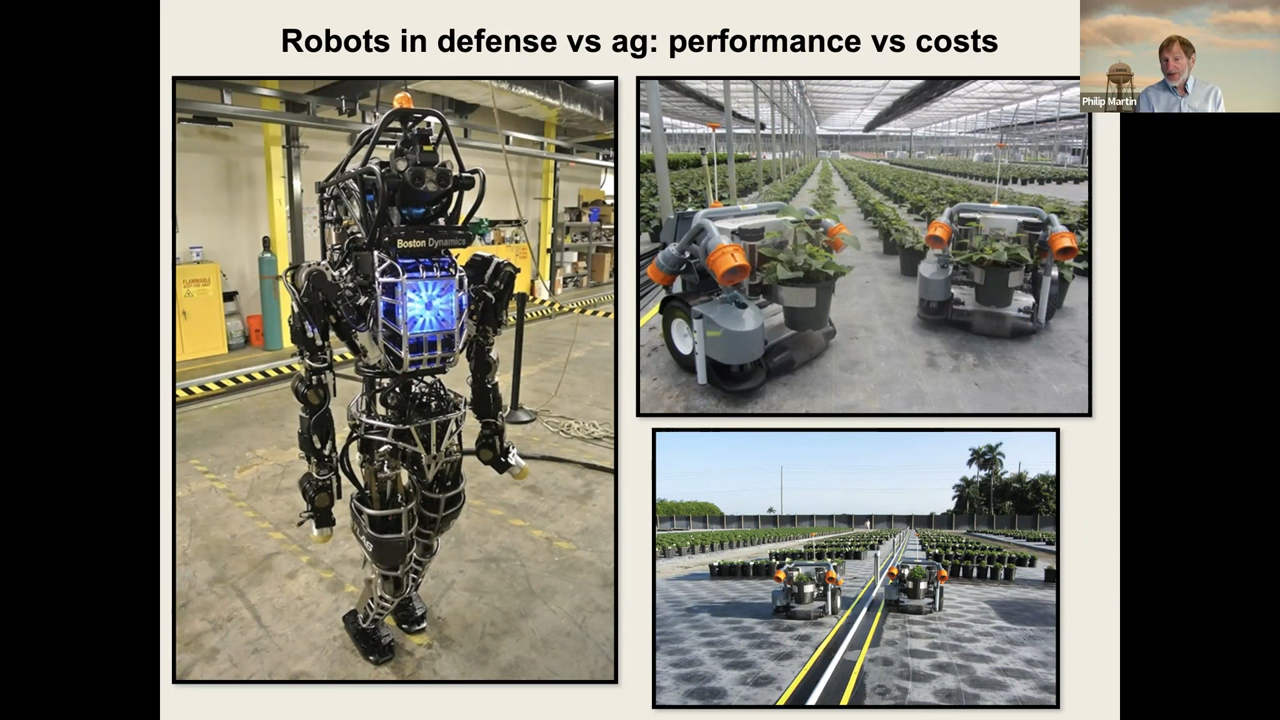 Robots in defense vs ag: performance vs costs
Philip Martin
Boston Dynamics
FLAMMABLE